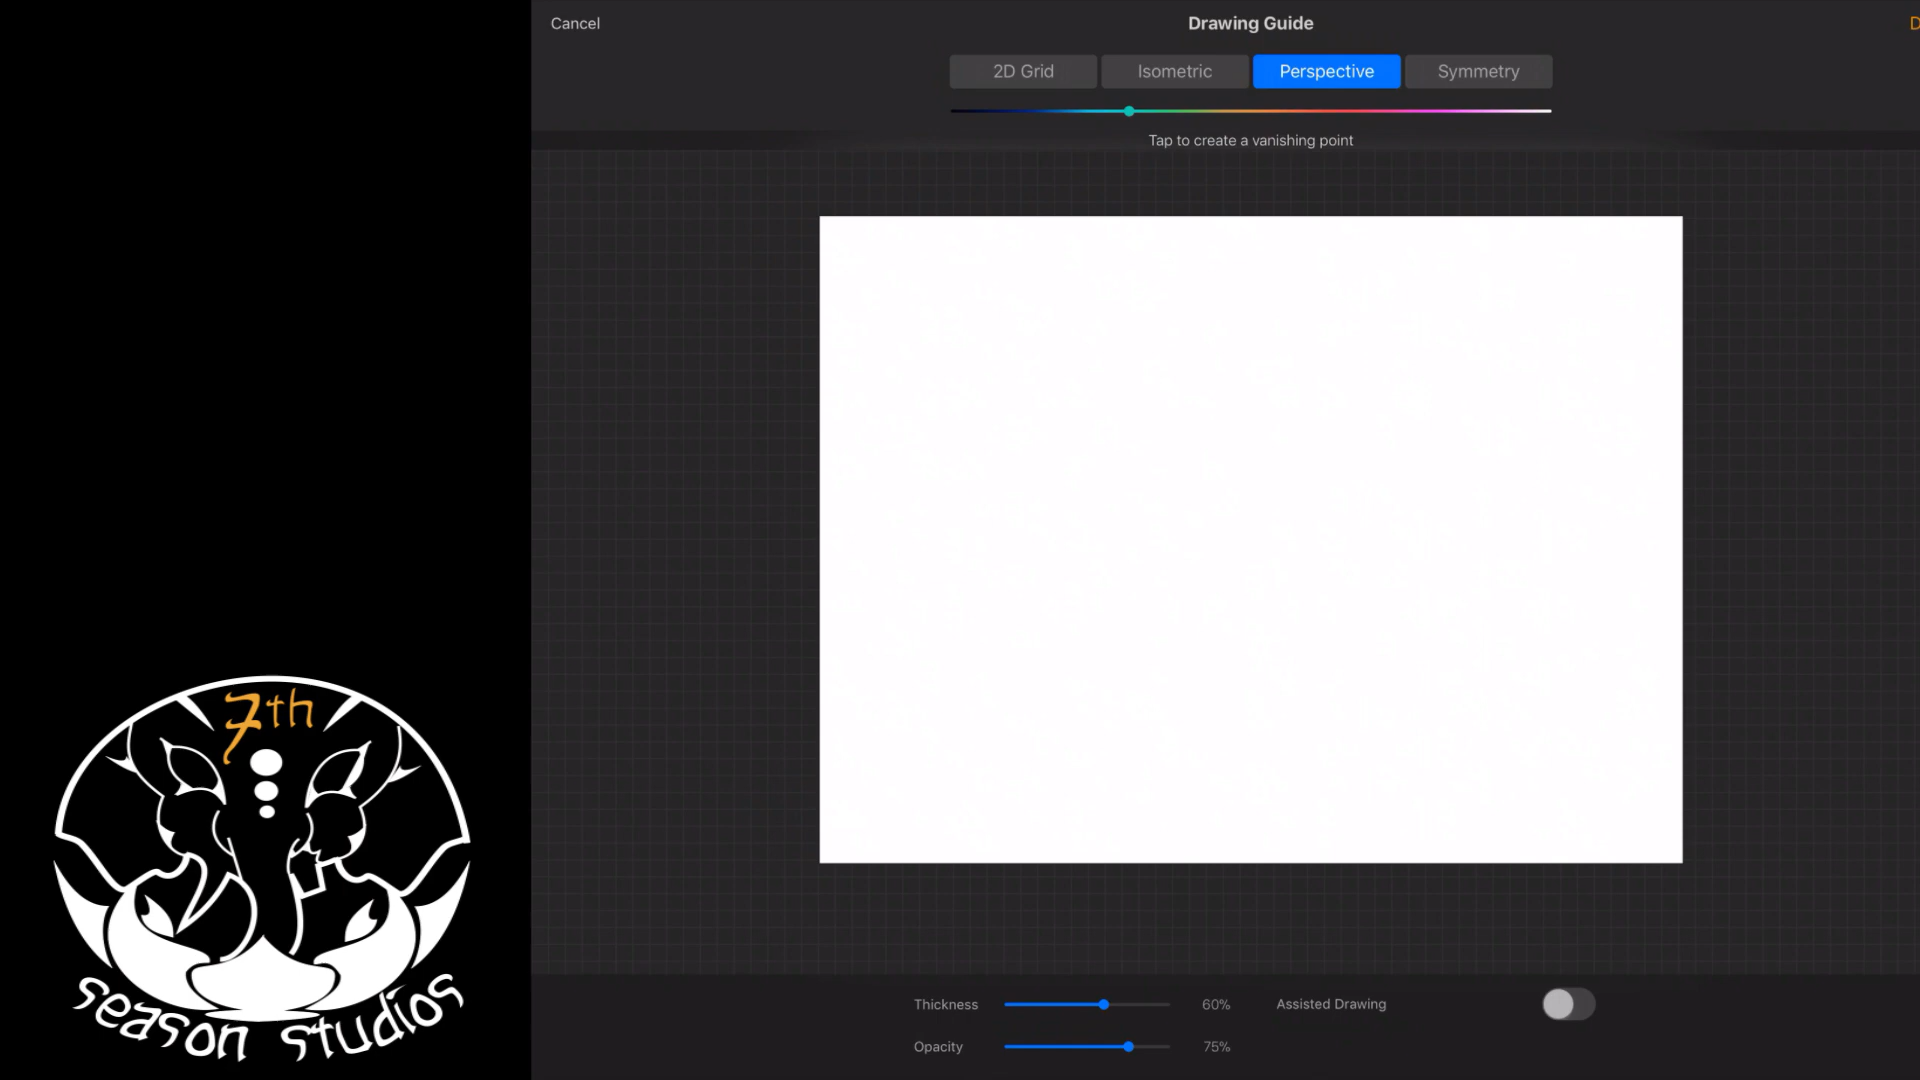 Cancel
Drawing Guide
D
2D Grid
Isometric
Perspective
Symmetry
Tap to create a vanishing point
7th
season studios
Thickness
60%
Assisted Drawing
Opacity
75%